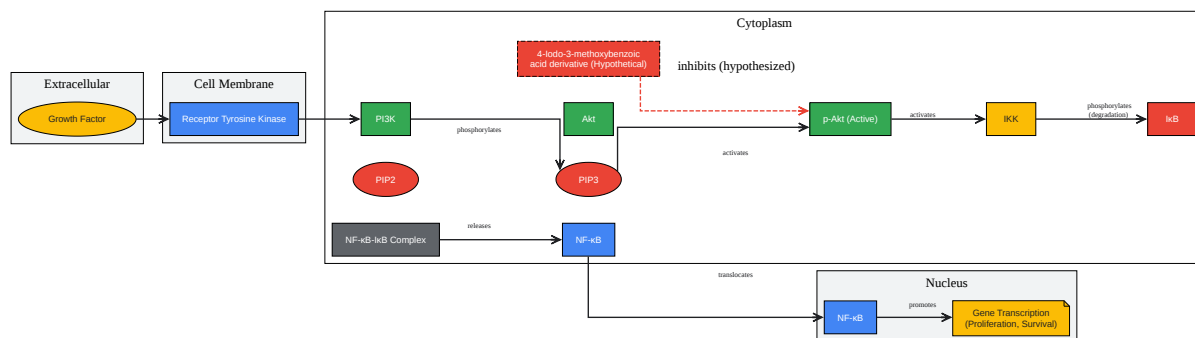 Cytoplasm
4-Iodo-3-methoxybenzoic
acid derivative (Hypothetical)
inhibits (hypothesized)
Extracellular
Growth Factor
Cell Membrane
Receptor Tyrosine Kinase
PI3K
phosphorylates
Akt
activates
p-Akt (Active)
activates
IKK
phosphorylates
(degradation)
IκB
PIP2
PIP3
NF-κB-IκB Complex
releases
NF-κB
translocates
Nucleus
NF-κB
promotes
Gene Transcription
(Proliferation, Survival)